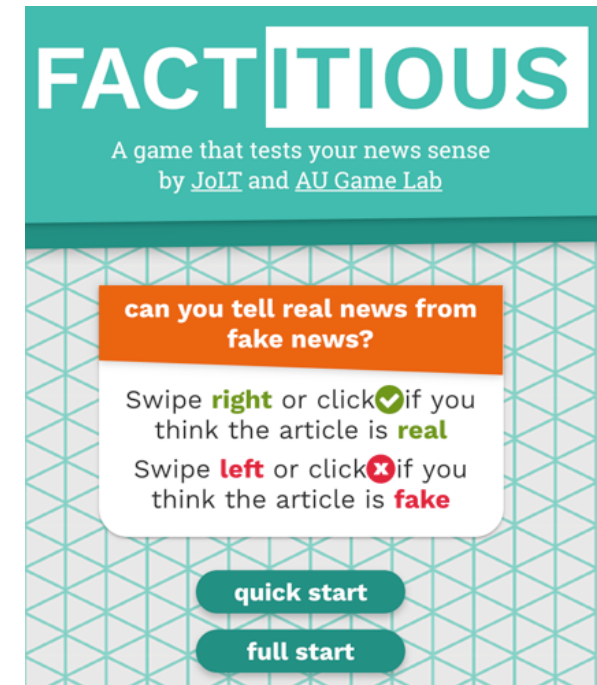 FACTITIOUS
A game that tests your news sense
by JoLT and AU Game Lab
can you tell real news from
fake news?
Swipe right or click if you
think the article is real
Swipe left or click if you
think the article is fake
quick start
full start